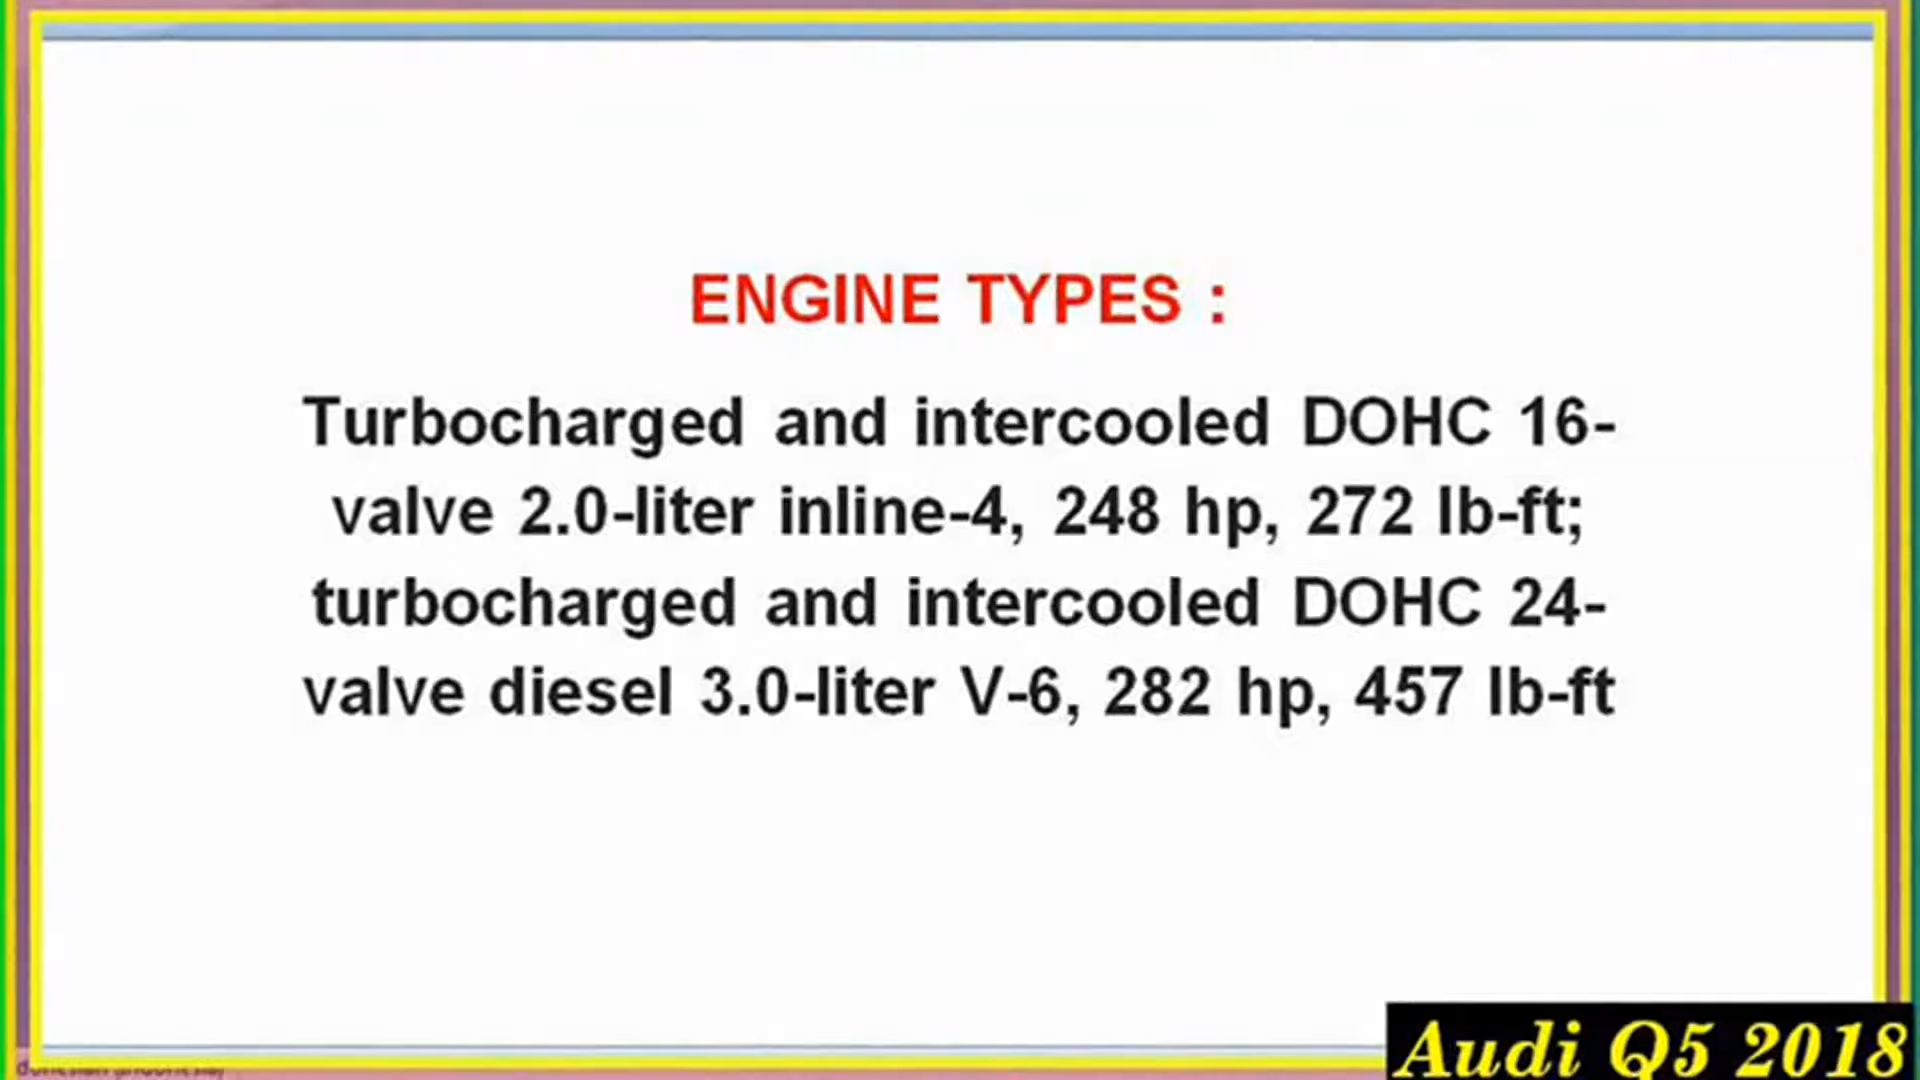 ENGINE TYPES :
Turbocharged and intercooled DOHC 16-
valve 2.0-liter inline-4, 248 hp, 272 lb-ft;
turbocharged and intercooled DOHC 24-
valve diesel 3.0-liter V-6, 282 hp, 457 lb-ft
Audi Q5 2018